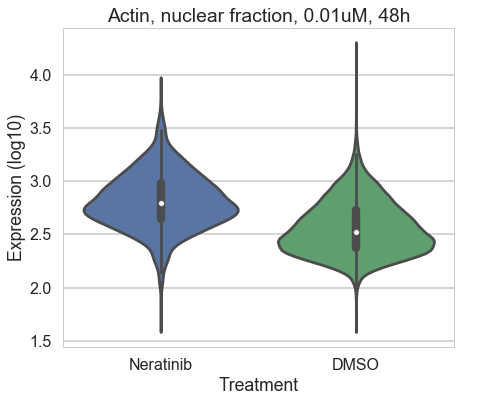 Actin, nuclear fraction, 0.01uM, 48h
Expression (log10)
4.0
3.5
3.0
2.5
2.0
1.5
Neratinib DMSO
Treatment